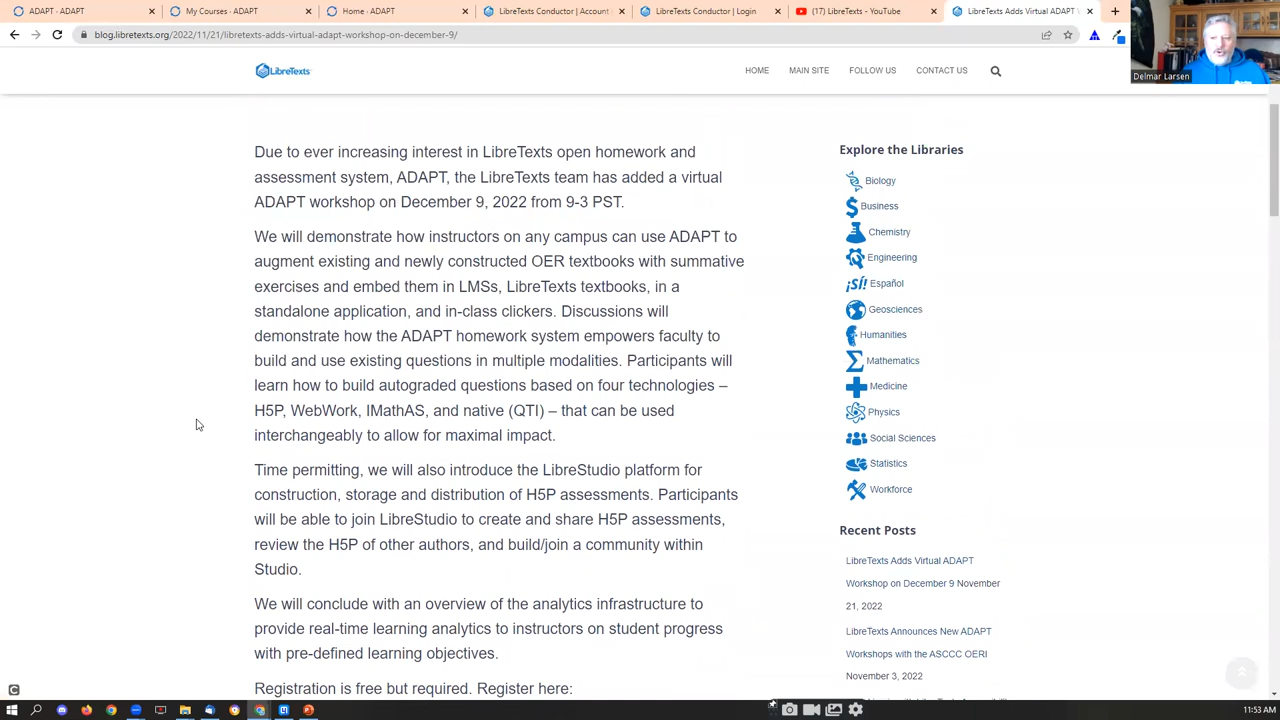 ADAPT - ADAPT
My Courses - ADAPT
Home - ADAPT
LibreTexts Conductor | Account
LibreTexts Conductor | Login
(17) LibreTexts - YouTube
LibreTexts Adds Virtual ADAPT W
blog.libretexts.org/2022/11/21/libretexts-adds-virtual-adapt-workshop-on-december-9/
Delmar Larsen
LibreTexts
HOME
MAIN SITE
FOLLOW US
CONTACT US
Due to ever increasing interest in LibreTexts open homework and
assessment system, ADAPT, the LibreTexts team has added a virtual
ADAPT workshop on December 9, 2022 from 9-3 PST.
We will demonstrate how instructors on any campus can use ADAPT to
augment existing and newly constructed OER textbooks with summative
exercises and embed them in LMSs, LibreTexts textbooks, in a
standalone application, and in-class clickers. Discussions will
demonstrate how the ADAPT homework system empowers faculty to
build and use existing questions in multiple modalities. Participants will
learn how to build autograded questions based on four technologies –
H5P, WebWork, IMathAS, and native (QTI) – that can be used
interchangeably to allow for maximal impact.
Time permitting, we will also introduce the LibreStudio platform for
construction, storage and distribution of H5P assessments. Participants
will be able to join LibreStudio to create and share H5P assessments,
review the H5P of other authors, and build/join a community within
Studio.
We will conclude with an overview of the analytics infrastructure to
provide real-time learning analytics to instructors on student progress
with pre-defined learning objectives.
Registration is free but required. Register here:
Explore the Libraries
Biology
Business
Chemistry
Engineering
¡SÍ! Español
Geosciences
Humanities
Mathematics
Medicine
Physics
Social Sciences
Statistics
Workforce
Recent Posts
LibreTexts Adds Virtual ADAPT
Workshop on December 9 November
21, 2022
LibreTexts Announces New ADAPT
Workshops with the ASCCC OERI
November 3, 2022
11:53 AM